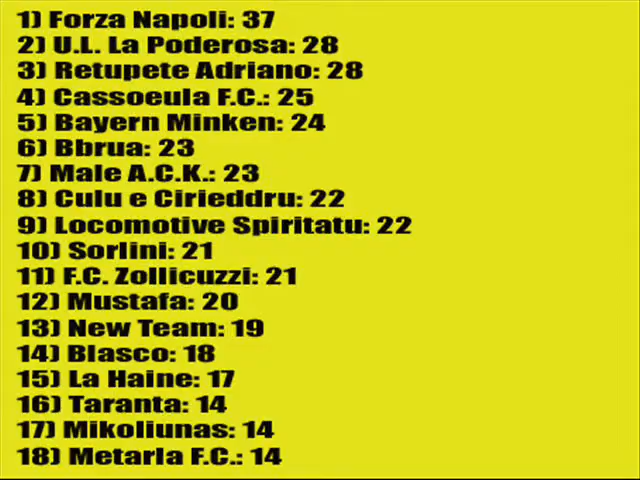 1) Forza Napoli: 37
2) U.L. La Poderosa: 28
3) Retupete Adriano: 28
4) Cassoeula F.C.: 25
5) Bayern Minken: 24
6) Bbrua: 23
7) Male A.C.K.: 23
8) Culu e Cirieddru: 22
9) Locomotive Spiritatu: 22
10) Sorlini: 21
11) F.C. Zollicuzzi: 21
12) Mustafa: 20
13) New Team: 19
14) Blasco: 18
15) La Haine: 17
16) Taranta: 14
17) Mikoliunas: 14
18) Metarla F.C.: 14